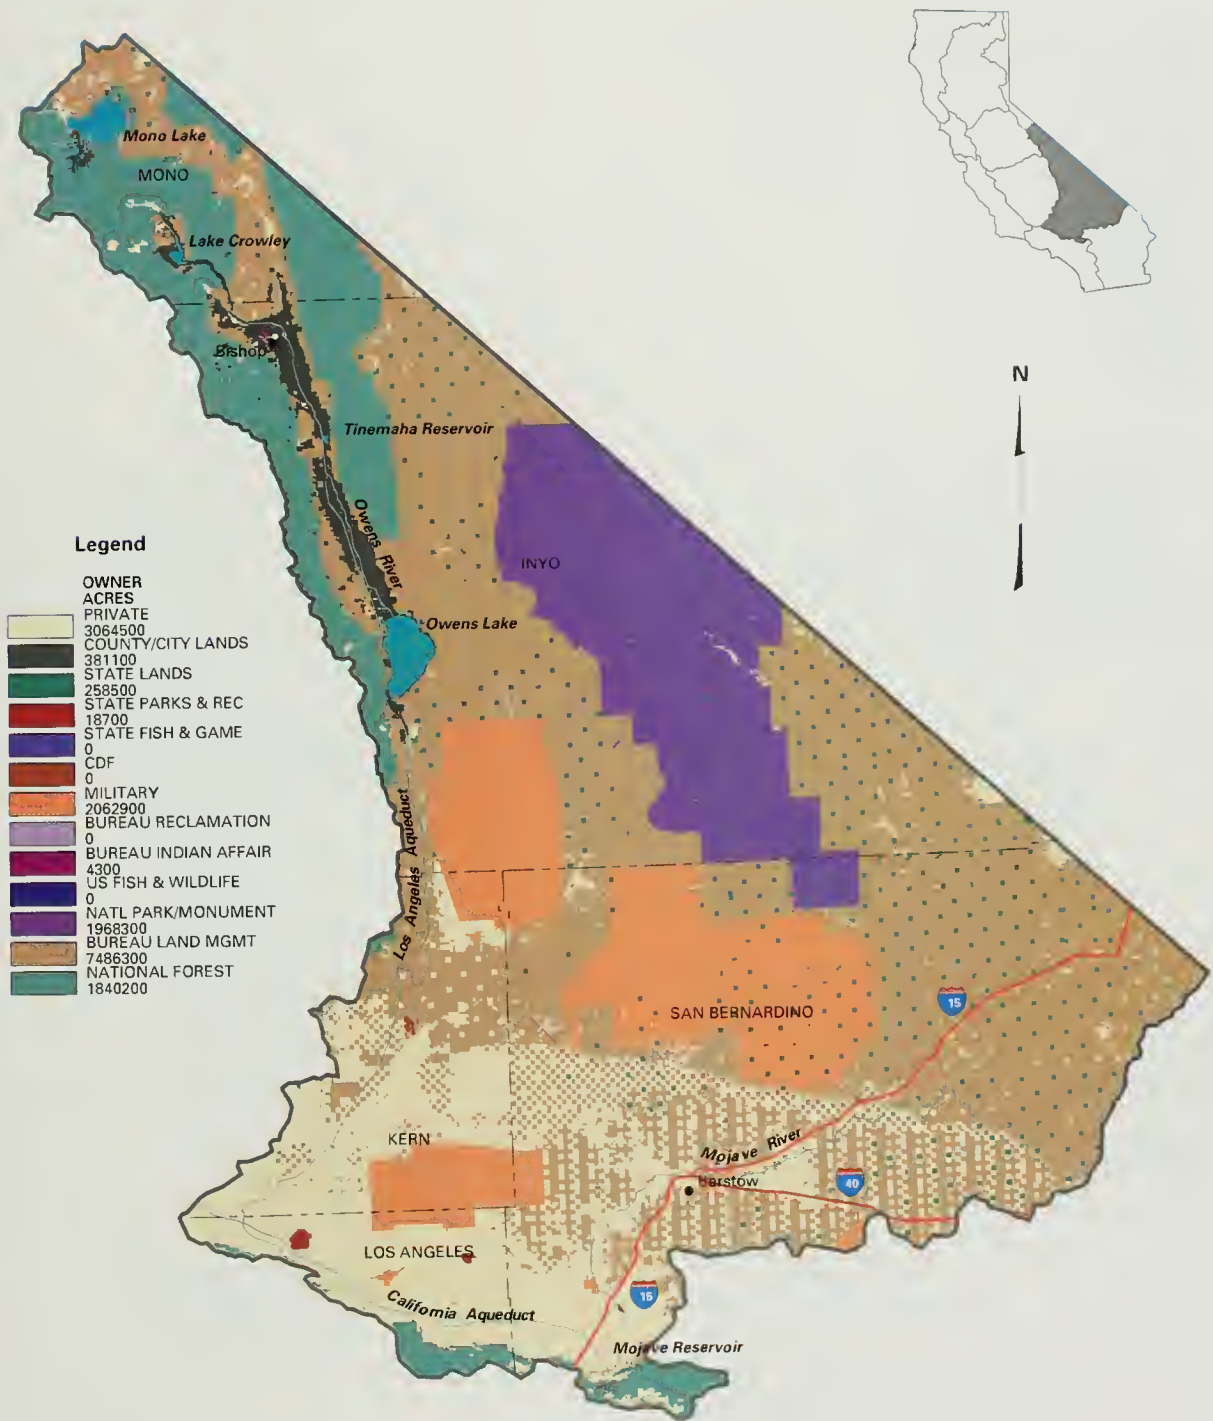 Mono Lake
MONO
Lake Crowley
Bishop
N
Tinemaha Reservoir
Owens River
INYO
Owens Lake
Legend
OWNER
ACRES
PRIVATE
3064500
COUNTY/CITY LANDS
381100
STATE LANDS
258500
STATE PARKS & REC
18700
STATE FISH & GAME
0
CDF
0
MILITARY
2062900
BUREAU RECLAMATION
0
BUREAU INDIAN AFFAIR
4300
US FISH & WILDLIFE
0
NATL PARK/MONUMENT
1968300
BUREAU LAND MGMT
7486300
NATIONAL FOREST
1840200
Los Angeles Aqueduct
SAN BERNARDINO
15
KERN
Mojave River
Barstow
40
LOS ANGELES
15
California Aqueduct
Mojave Reservoir